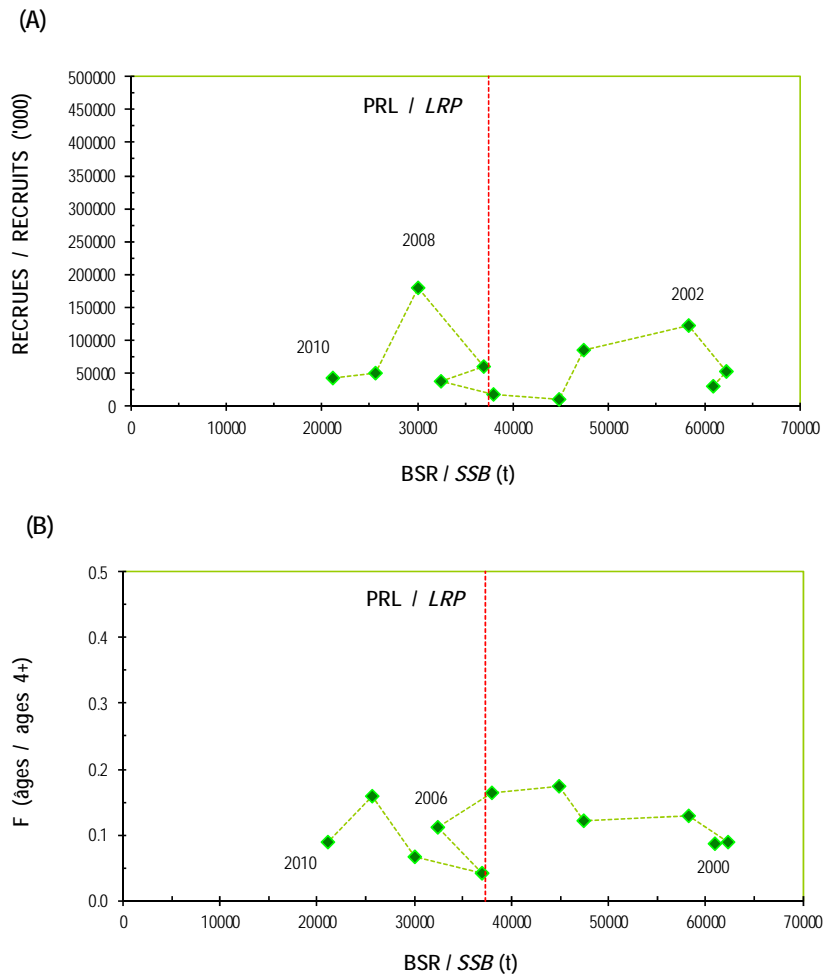 (A)
500000
450000
400000
350000
300000
250000
200000
150000
100000
50000
0
RECRUES / RECRUITS ('000)
PRL / LRP
2008
2002
2010
0 10000 20000 30000 40000 50000 60000 70000
BSR / SSB (t)
(B)
0.5
0.4
0.3
0.2
0.1
0.0
F (âges / ages 4+)
PRL / LRP
2006
2010
2000
0 10000 20000 30000 40000 50000 60000 70000
BSR / SSB (t)